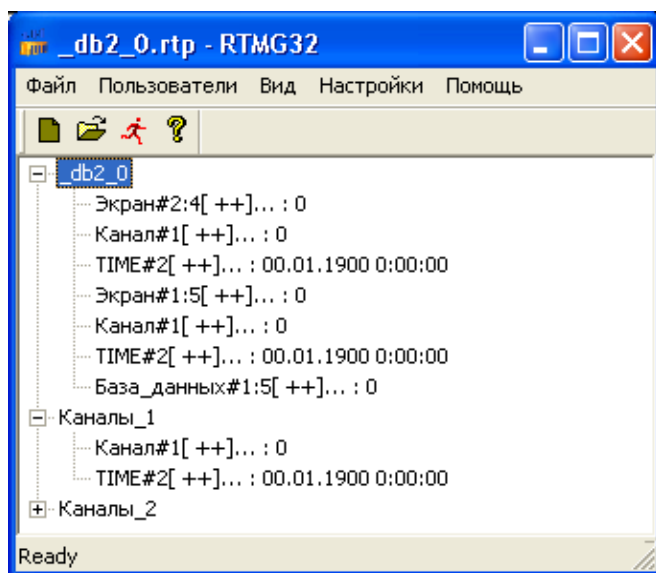 _db2_0.rtp - RTMG32
Файл Пользователи Вид Настройки Помощь
_db2_0
Экран#2:4[ ++]... : 0
Канал#1[ ++]... : 0
TIME#2[ ++]... : 00.01.1900 0:00:00
Экран#1:5[ ++]... : 0
Канал#1[ ++]... : 0
TIME#2[ ++]... : 00.01.1900 0:00:00
База_данных#1:5[ ++]... : 0
Каналы_1
Канал#1[ ++]... : 0
TIME#2[ ++]... : 00.01.1900 0:00:00
Каналы_2
Ready